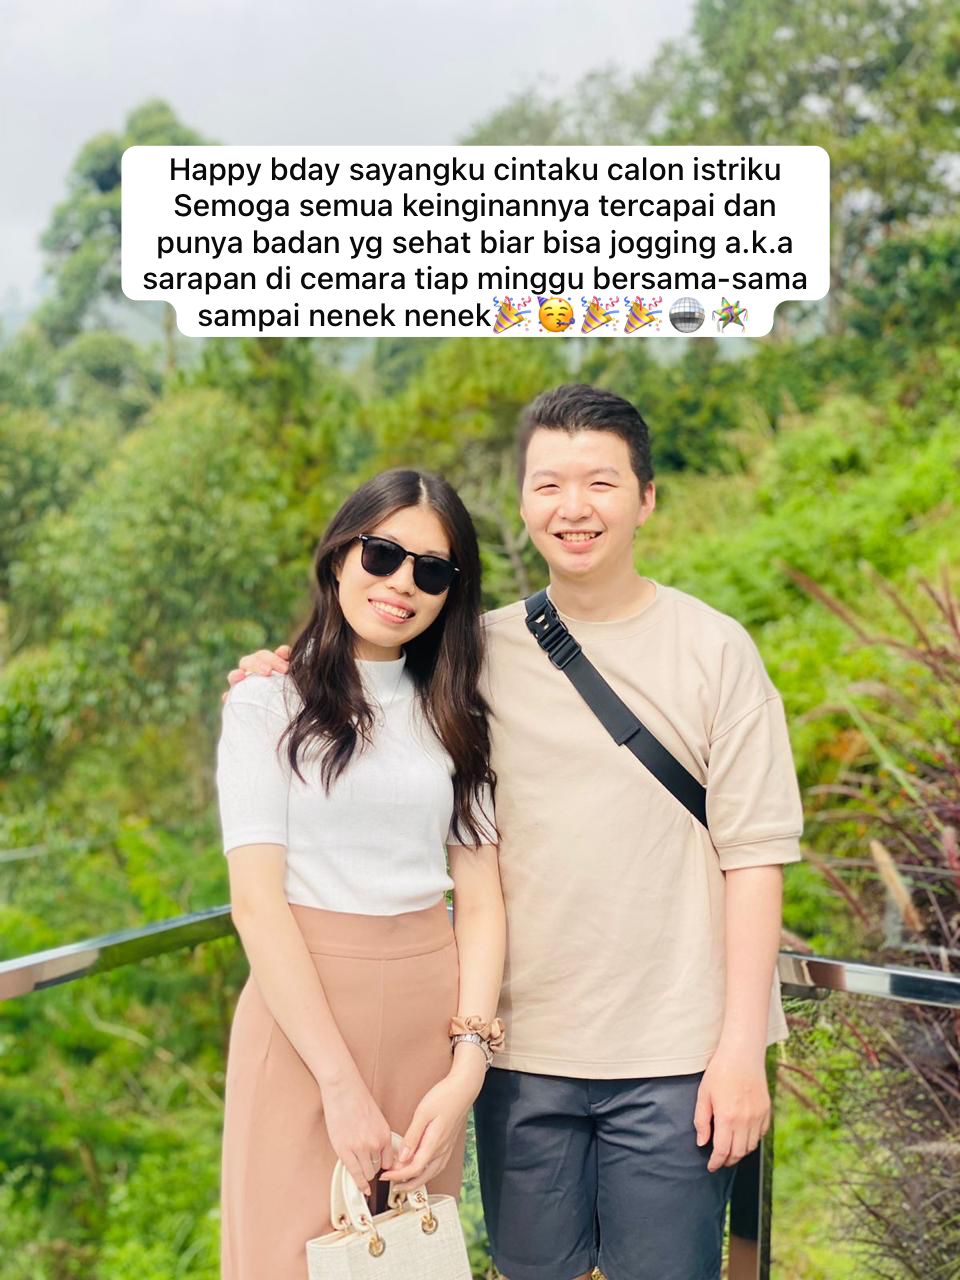 Happy bday sayangku cintaku calon istriku
Semoga semua keinginannya tercapai dan
punya badan yg sehat biar bisa jogging a.k.a
sarapan di cemara tiap minggu bersama-sama
sampai nenek nenek🎉🥳🎉🎉🪩🪅